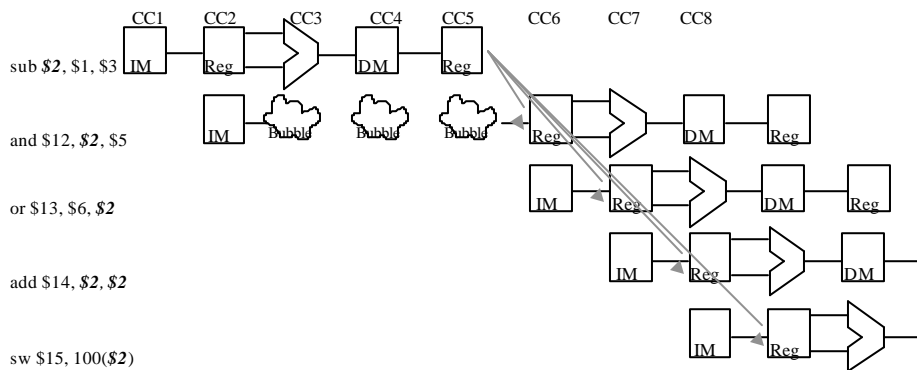 CC1 CC2 CC3 CC4 CC5 CC6 CC7 CC8
sub $2, $1, $3 IM Reg DM Reg
and $12, $2, $5 IM Bubble Bubble Bubble Reg DM Reg
or $13, $6, $2 IM Reg DM Reg
add $14, $2, $2 IM Reg DM
sw $15, 100($2) IM Reg